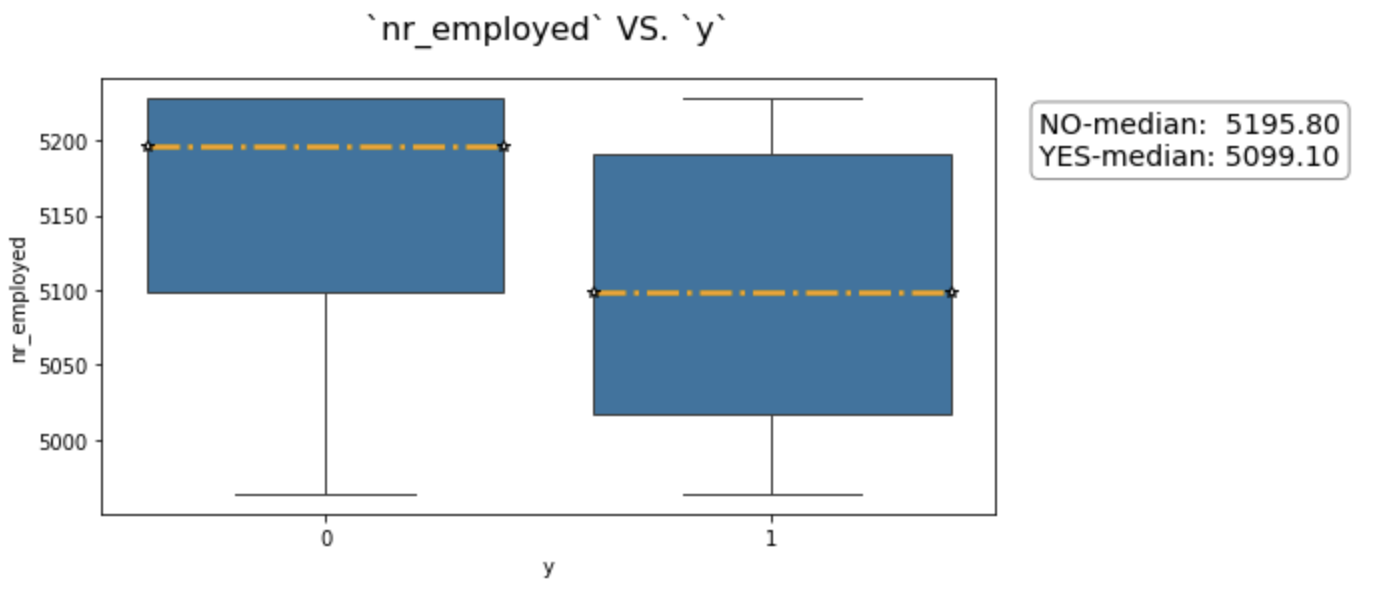 `nr_employed` VS. `y`
NO-median: 5195.80
YES-median: 5099.10
nr_employed
5200
5150
5100
5050
5000
0
1
y